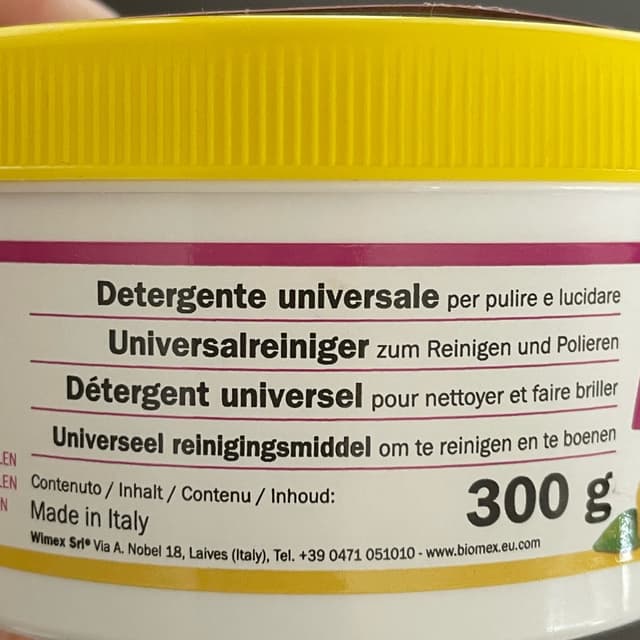 Detergente universale per pulire e lucidare
Universalreiniger zum Reinigen und Polieren
Détergent universel pour nettoyer et faire briller
Universeel reinigingsmiddel om te reinigen en te boenen
Contenuto / Inhalt / Contenu / Inhoud:
300 g
Made in Italy
Wimex Srl® Via A. Nobel 18, Laives (Italy), Tel. +39 0471 051010 - www.biomex.eu.com